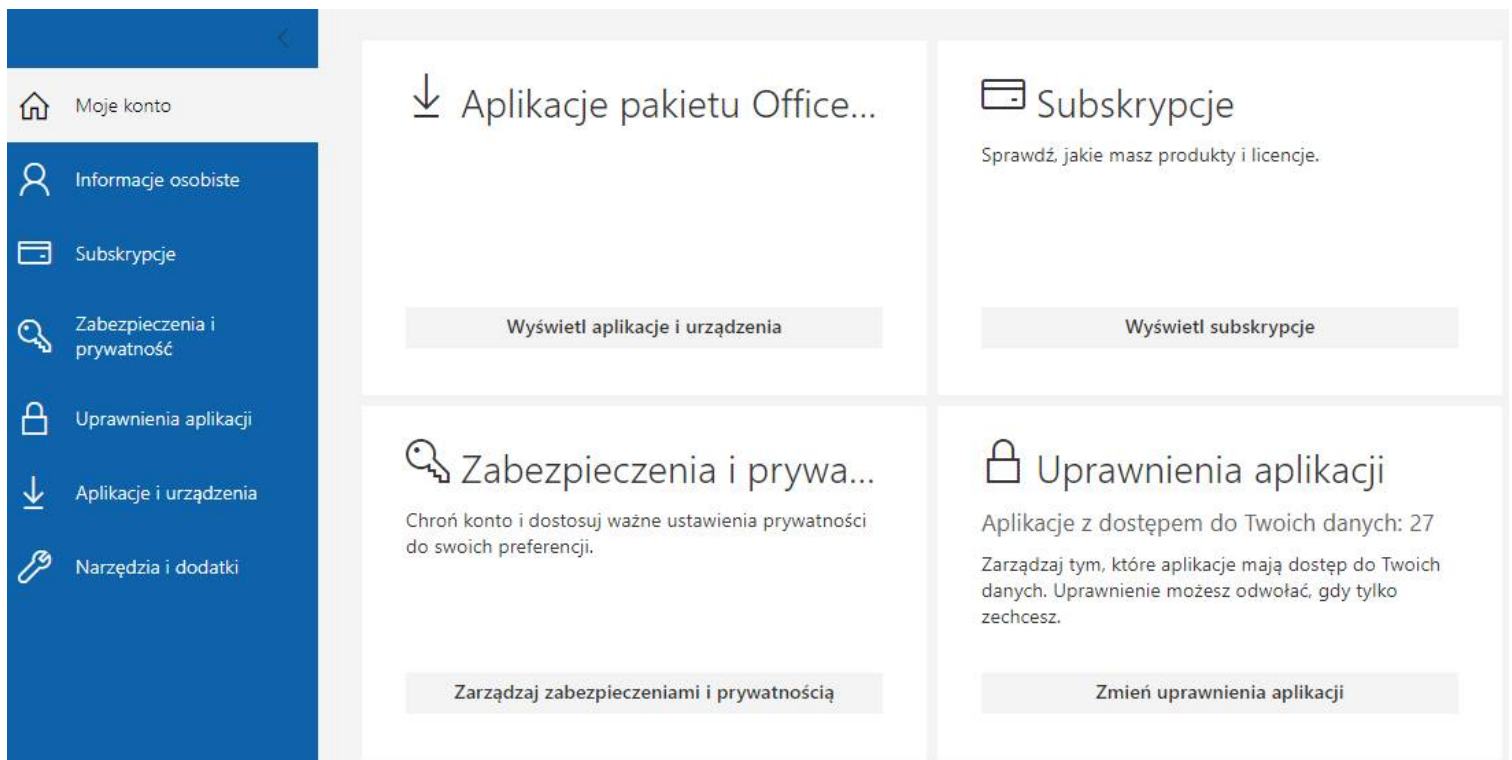 Moje konto
Informacje osobiste
Subskrypcje
Zabezpieczenia i
prywatność
Uprawnienia aplikacji
Aplikacje i urządzenia
Narzędzia i dodatki
Aplikacje pakietu Office...
Wyświetl aplikacje i urządzenia
Subskrypcje
Sprawdź, jakie masz produkty i licencje.
Wyświetl subskrypcje
Zabezpieczenia i prywa...
Chroń konto i dostosuj ważne ustawienia prywatności
do swoich preferencji.
Zarządzaj zabezpieczeniami i prywatnością
Uprawnienia aplikacji
Aplikacje z dostępem do Twoich danych: 27
Zarządzaj tym, które aplikacje mają dostęp do Twoich
danych. Uprawnienie możesz odwołać, gdy tylko
zechcesz.
Zmień uprawnienia aplikacji